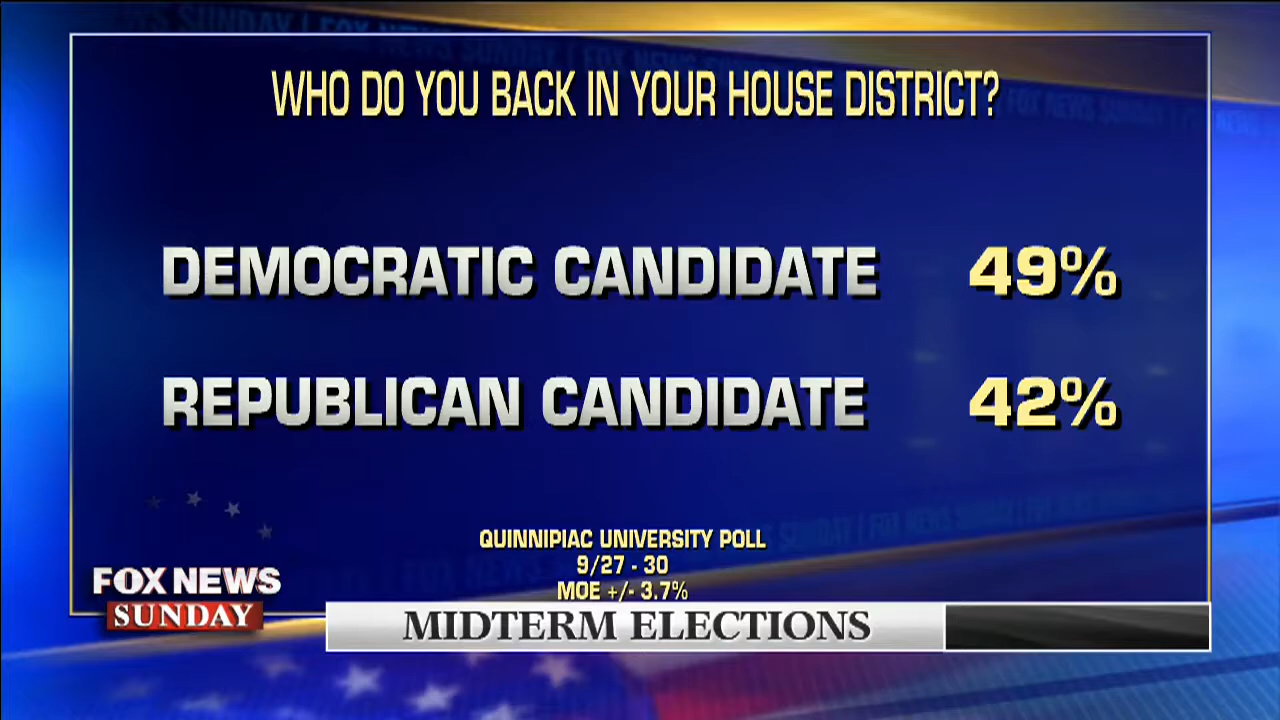 WHO DO YOU BACK IN YOUR HOUSE DISTRICT?
DEMOCRATIC CANDIDATE 49%
REPUBLICAN CANDIDATE 42%
QUINNIPIAC UNIVERSITY POLL
9/27 - 30
MOE +/- 3.7%
FOX NEWS
SUNDAY
MIDTERM ELECTIONS